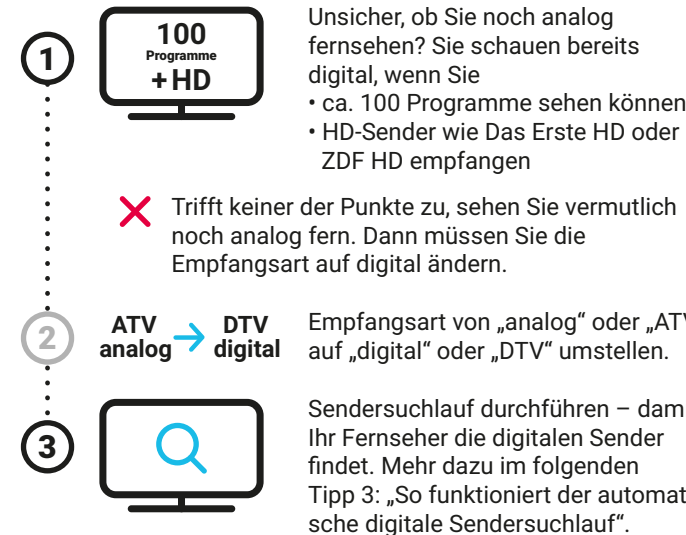 1
100
Programme
+ HD
Unsicher, ob Sie noch analog
fernsehen? Sie schauen bereits
digital, wenn Sie
• ca. 100 Programme sehen können
• HD-Sender wie Das Erste HD oder
ZDF HD empfangen
Trifft keiner der Punkte zu, sehen Sie vermutlich
noch analog fern. Dann müssen Sie die
Empfangsart auf digital ändern.
2
ATV analog → DTV digital
Empfangsart von „analog“ oder „ATV
auf „digital“ oder „DTV“ umstellen.
3
Sendersuchlauf durchführen – dam
Ihr Fernseher die digitalen Sender
findet. Mehr dazu im folgenden
Tipp 3: „So funktioniert der automat
sche digitale Sendersuchlauf“.